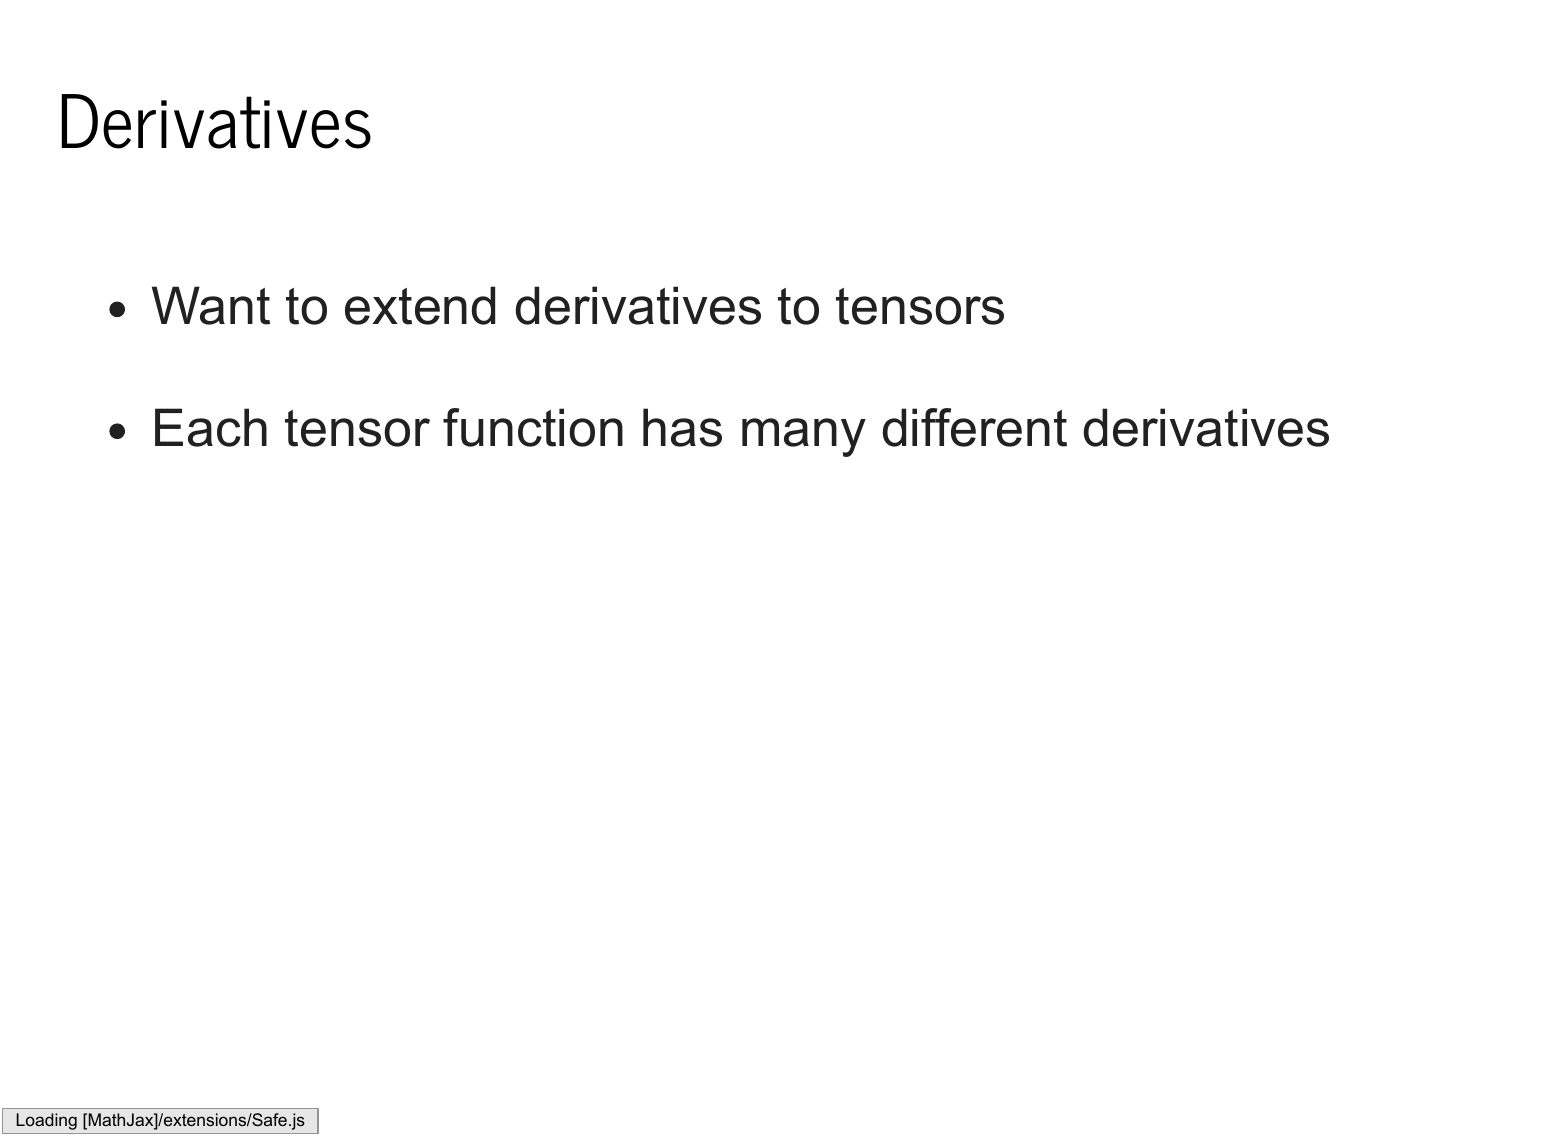 Derivatives
• Want to extend derivatives to tensors
• Each tensor function has many different derivatives
Loading [MathJax]/extensions/Safe.js